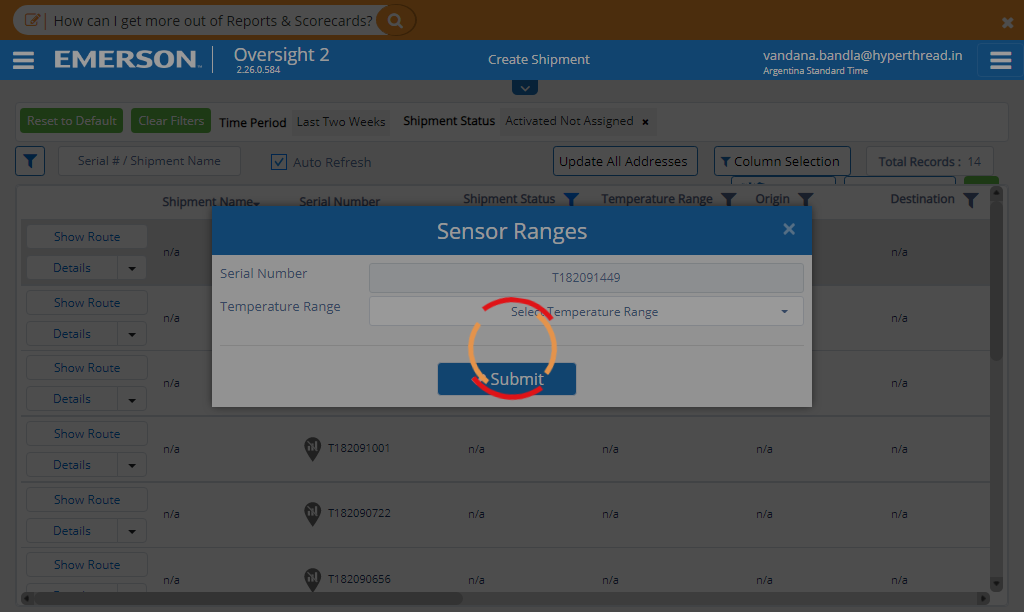 How can I get more out of Reports & Scorecards?
EMERSON
Oversight 2
2.26.0.584
Create Shipment
vandana.bandla@hyperthread.in
Argentina Standard Time
Reset to Default
Clear Filters
Time Period
Last Two Weeks
Shipment Status
Activated Not Assigned ×
Serial # / Shipment Name
Auto Refresh
Update All Addresses
Column Selection
Total Records : 14
Shipment Name
Serial Number
Shipment Status
Temperature Range
Origin
Destination
Sensor Ranges ×
Serial Number
T182091449
Temperature Range
Select Temperature Range
Submit
Show Route
Details
n/a
n/a
Show Route
Details
n/a
n/a
Show Route
Details
n/a
n/a
Show Route
Details
n/a
T182091001
n/a
n/a
n/a
n/a
Show Route
Details
n/a
T182090722
n/a
n/a
n/a
n/a
Show Route
n/a
T182090656
n/a
n/a
n/a
n/a